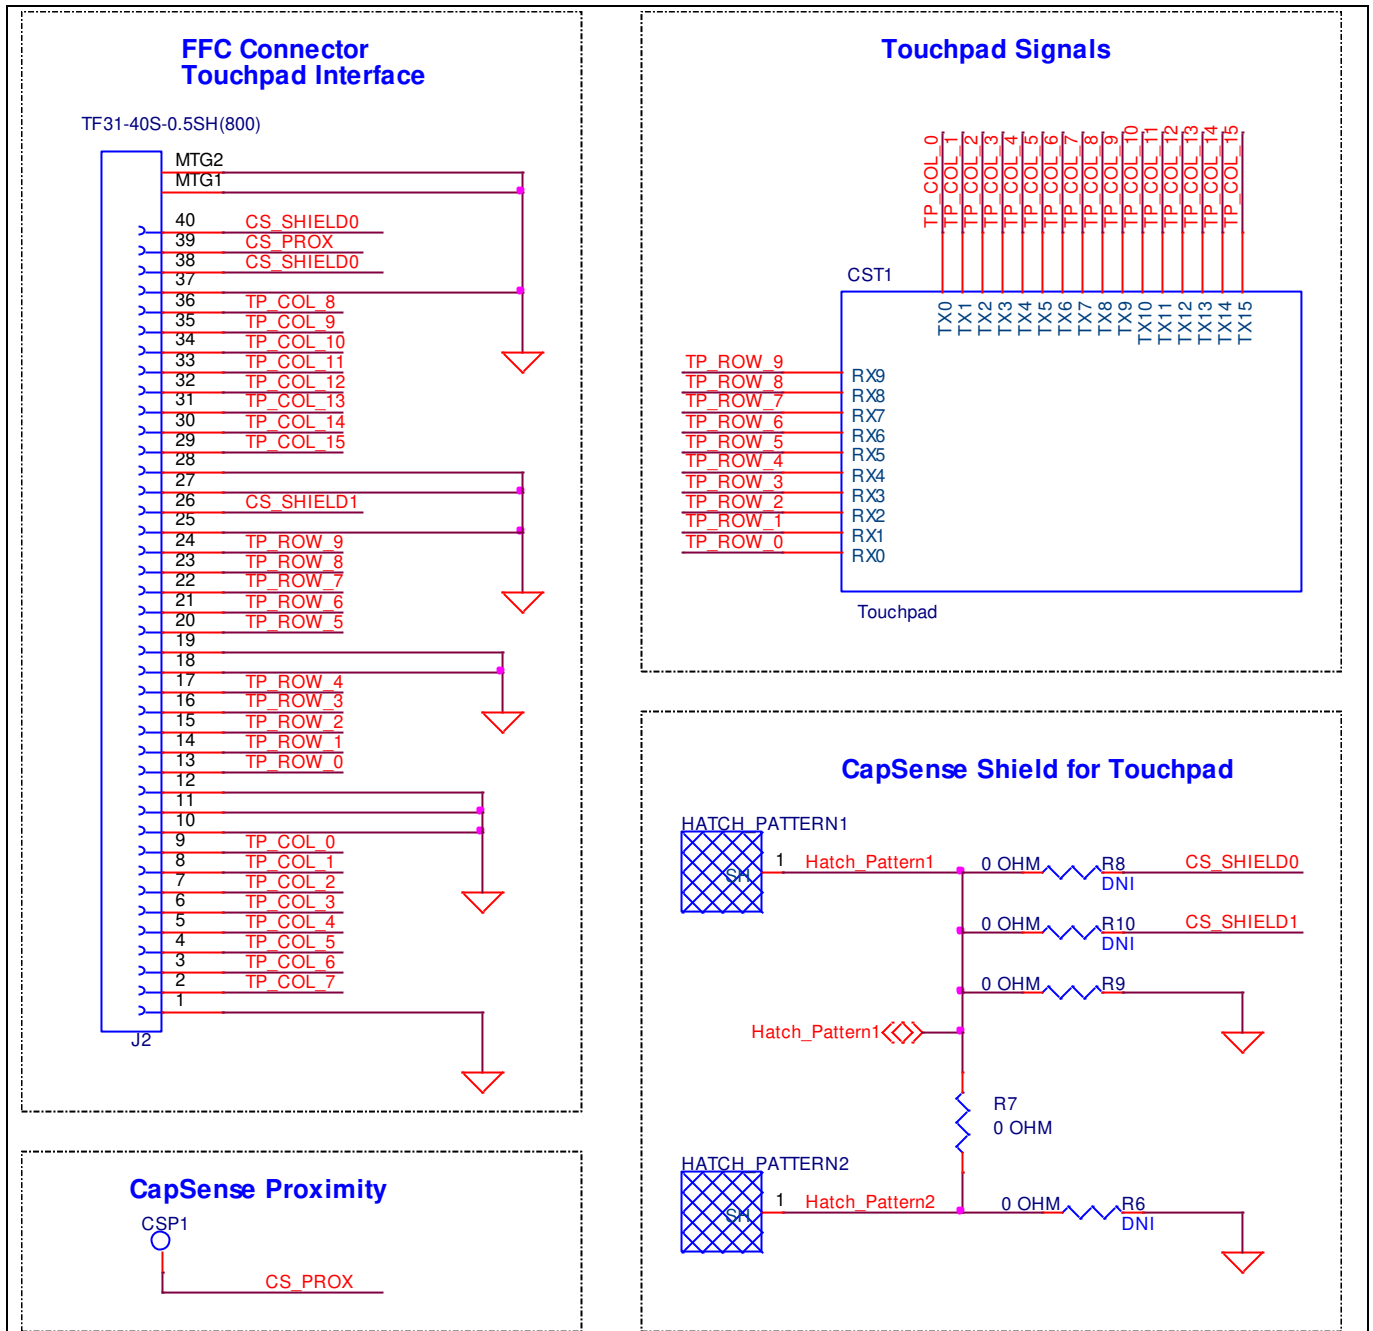 FFC Connector
Touchpad Interface
TF31-40S-0.5SH(800)
MTG2
MTG1
40 CS_SHIELD0
39 CS_PROX
38 CS_SHIELD0
37
36 TP_COL_8
35 TP_COL_9
34 TP_COL_10
33 TP_COL_11
32 TP_COL_12
31 TP_COL_13
30 TP_COL_14
29 TP_COL_15
28
27
26 CS_SHIELD1
25
24 TP_ROW_9
23 TP_ROW_8
22 TP_ROW_7
21 TP_ROW_6
20 TP_ROW_5
19
18
17 TP_ROW_4
16 TP_ROW_3
15 TP_ROW_2
14 TP_ROW_1
13 TP_ROW_0
12
11
10
9 TP_COL_0
8 TP_COL_1
7 TP_COL_2
6 TP_COL_3
5 TP_COL_4
4 TP_COL_5
3 TP_COL_6
2 TP_COL_7
1
J2
CapSense Proximity
CSP1
CS_PROX
Touchpad Signals
TP_COL_0
TP_COL_1
TP_COL_2
TP_COL_3
TP_COL_4
TP_COL_5
TP_COL_6
TP_COL_7
TP_COL_8
TP_COL_9
TP_COL_10
TP_COL_11
TP_COL_12
TP_COL_13
TP_COL_14
TP_COL_15
CST1
TX0
TX1
TX2
TX3
TX4
TX5
TX6
TX7
TX8
TX9
TX10
TX11
TX12
TX13
TX14
TX15
TP_ROW_9 RX9
TP_ROW_8 RX8
TP_ROW_7 RX7
TP_ROW_6 RX6
TP_ROW_5 RX5
TP_ROW_4 RX4
TP_ROW_3 RX3
TP_ROW_2 RX2
TP_ROW_1 RX1
TP_ROW_0 RX0
Touchpad
CapSense Shield for Touchpad
HATCH_PATTERN1
SH 1 Hatch_Pattern1 0 OHM R8 CS_SHIELD0
DNI
0 OHM R10 CS_SHIELD1
DNI
0 OHM R9
Hatch_Pattern1
R7
0 OHM
HATCH_PATTERN2
SH 1 Hatch_Pattern2 0 OHM R6
DNI